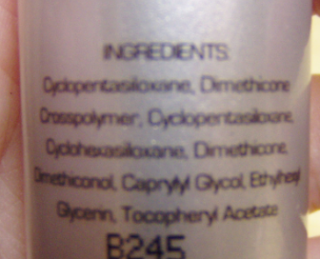 INGREDIENTS:
Cyclopentasiloxane, Dimethicone
Crosspolymer, Cyclopentasiloxane,
Cyclohexasiloxane, Dimethicone,
Dimethiconol, Caprylyl Glycol, Ethylhexyl
Glycerin, Tocopheryl Acetate
B245